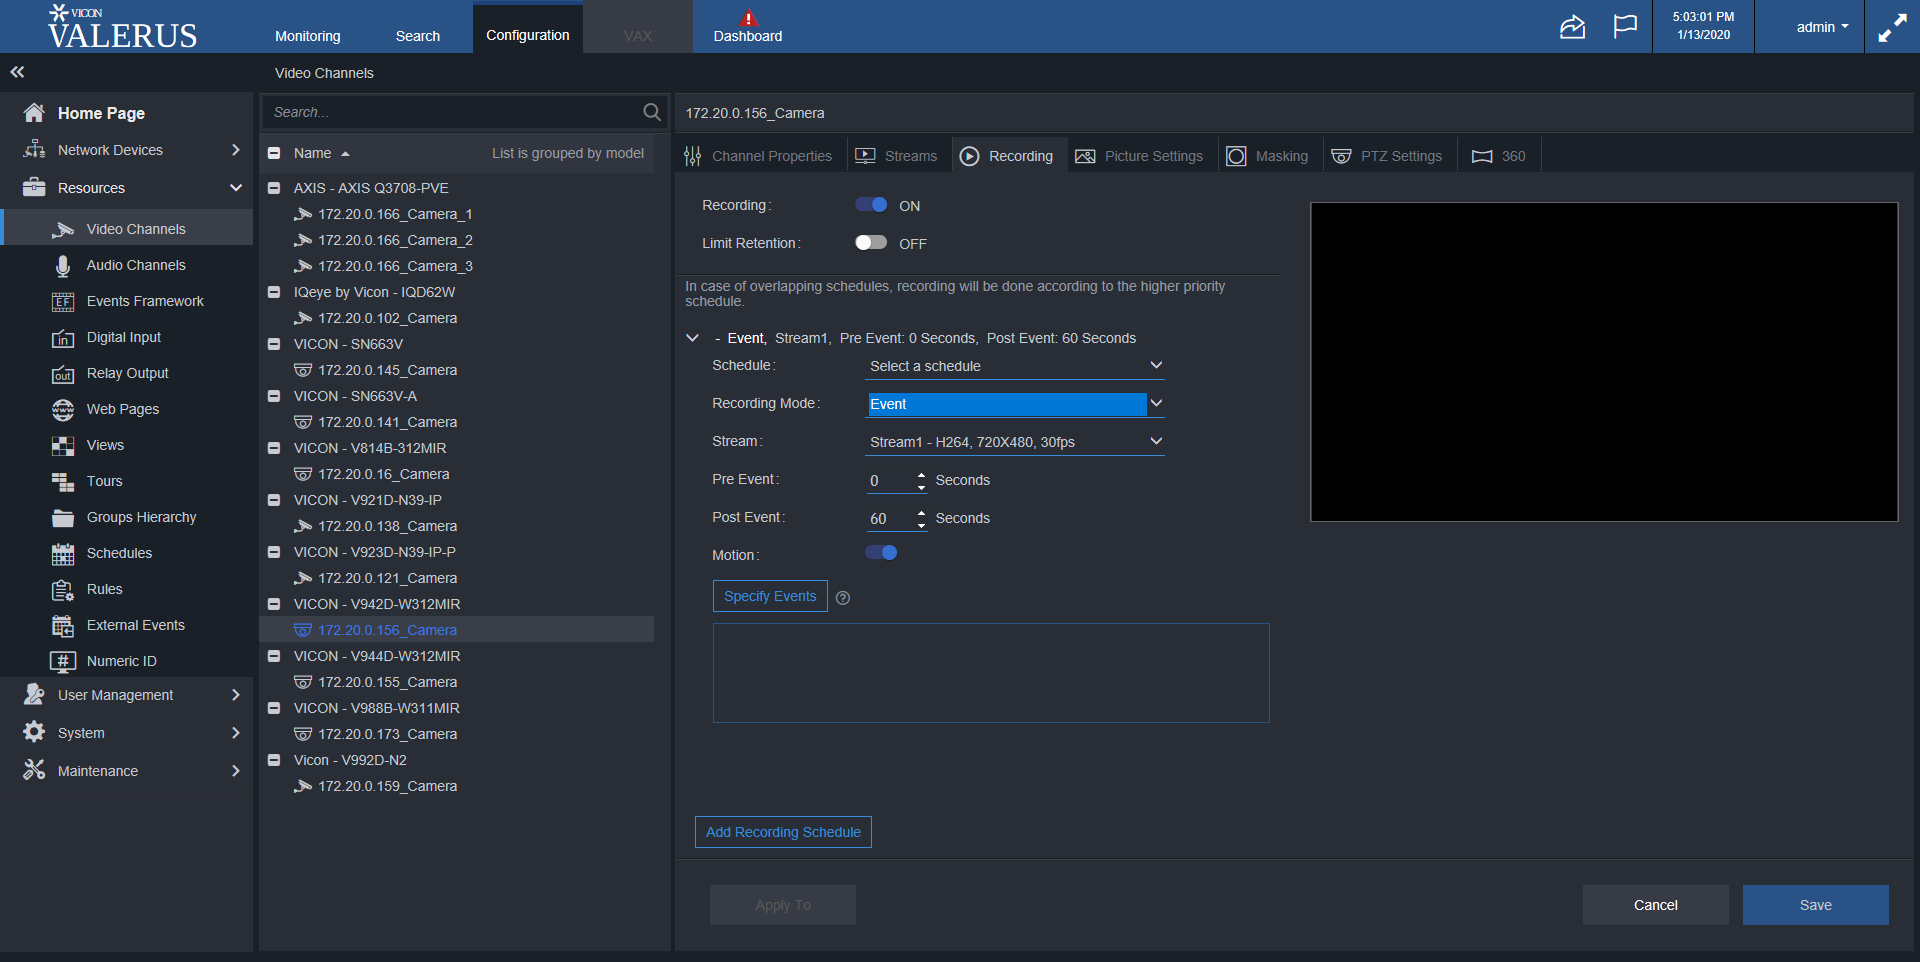 VICON
VALERUS
Monitoring
Search
Configuration
VAX
Dashboard
5:03:01 PM
1/13/2020
admin
Video Channels
Home Page
Network Devices
Resources
Video Channels
Audio Channels
EF Events Framework
in Digital Input
out Relay Output
www Web Pages
Views
Tours
Groups Hierarchy
Schedules
Rules
External Events
# Numeric ID
User Management
System
Maintenance
Search...
Name
List is grouped by model
AXIS - AXIS Q3708-PVE
172.20.0.166_Camera_1
172.20.0.166_Camera_2
172.20.0.166_Camera_3
IQeye by Vicon - IQD62W
172.20.0.102_Camera
VICON - SN663V
172.20.0.145_Camera
VICON - SN663V-A
172.20.0.141_Camera
VICON - V814B-312MIR
172.20.0.16_Camera
VICON - V921D-N39-IP
172.20.0.138_Camera
VICON - V923D-N39-IP-P
172.20.0.121_Camera
VICON - V942D-W312MIR
172.20.0.156_Camera
VICON - V944D-W312MIR
172.20.0.155_Camera
VICON - V988B-W311MIR
172.20.0.173_Camera
Vicon - V992D-N2
172.20.0.159_Camera
172.20.0.156_Camera
Channel Properties
Streams
Recording
Picture Settings
Masking
PTZ Settings
360
Recording: ON
Limit Retention: OFF
In case of overlapping schedules, recording will be done according to the higher priority
schedule.
- Event, Stream1, Pre Event: 0 Seconds, Post Event: 60 Seconds
Schedule: Select a schedule
Recording Mode: Event
Stream: Stream1 - H264, 720X480, 30fps
Pre Event: 0 Seconds
Post Event: 60 Seconds
Motion:
Specify Events ?
Add Recording Schedule
Apply To
Cancel
Save